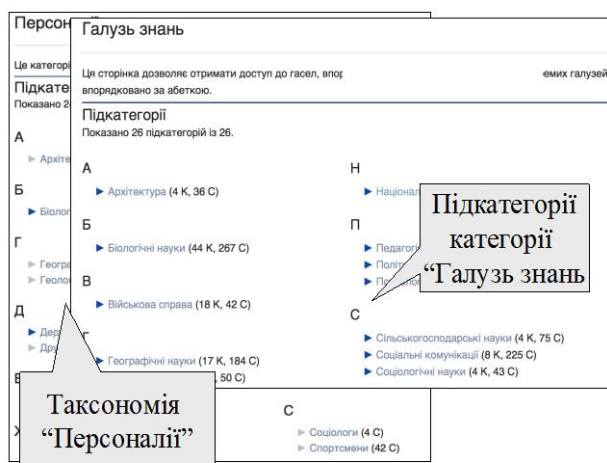 Персон
Це категорі
Підкате
Показано 2
А
Архіте
Б
Біолог
Г
Геогра
Геолог
Д
Дер
Дру
Галузь знань
Ця сторінка дозволяє отримати доступ до гасел, впор
емих галузей
впорядковано за абеткою.
Підкатегорії
Показано 26 підкатегорій із 26.
А
Архітектура (4 К, 36 С)
Б
Біологічні науки (44 К, 267 С)
В
Військова справа (18 К, 42 С)
Географічні науки (17 К, 184 С)
, 50 С)
Н
Націонал
П
Педагогі
Політ
С
Сільськогосподарські науки (4 К, 75 С)
Соціальні комунікації (8 К, 225 С)
Соціологічні науки (4 К, 43 С)
Підкатегорії
категорії
“Галузь знань
Таксономія
“Персоналії”
С
Соціологи (4 С)
Спортсмени (42 С)